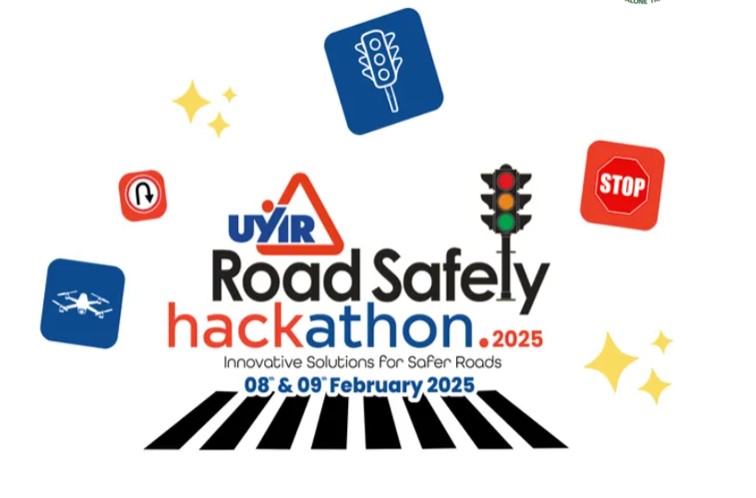 STOP
UYIR
Road Safety
hackathon.2025
Innovative Solutions for Safer Roads
08th & 09th February 2025